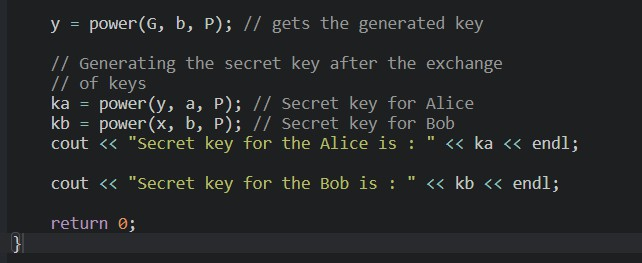 y = power(G, b, P); // gets the generated key
// Generating the secret key after the exchange
// of keys
ka = power(y, a, P); // Secret key for Alice
kb = power(x, b, P); // Secret key for Bob
cout << "Secret key for the Alice is : " << ka << endl;
cout << "Secret key for the Bob is : " << kb << endl;
return 0;
}